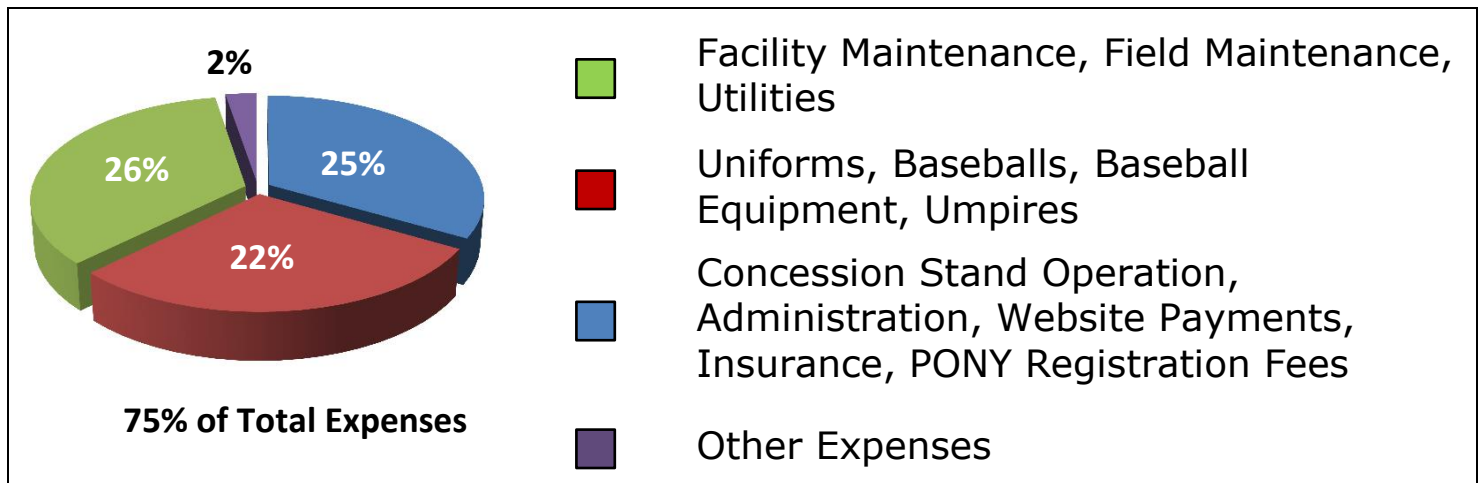 2%
26%
25%
22%
75% of Total Expenses
Facility Maintenance, Field Maintenance,
Utilities
Uniforms, Baseballs, Baseball
Equipment, Umpires
Concession Stand Operation,
Administration, Website Payments,
Insurance, PONY Registration Fees
Other Expenses